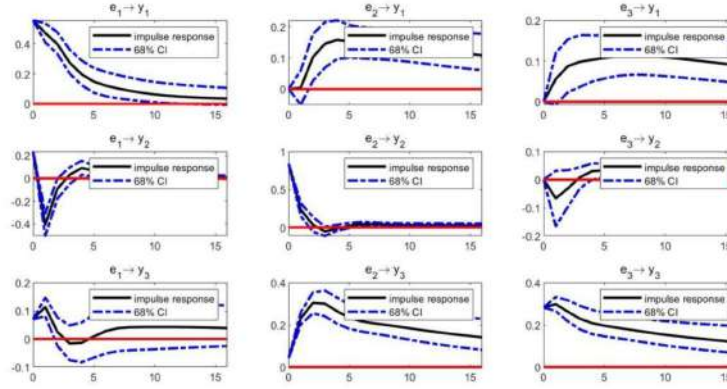 e1→ y1
0.4
0.2
0
impulse response
68% CI
0 5 10 15
e2→ y1
0.2
0.1
0
impulse response
68% CI
0 5 10 15
e3→ y1
0.2
0.1
0
impulse response
68% CI
0 5 10 15
e1→ y2
0.2
0
-0.2
-0.4
impulse response
68% CI
0 5 10 15
e2→ y2
1
0.5
0
impulse response
68% CI
0 5 10 15
e3→ y2
0.1
0
-0.1
-0.2
impulse response
68% CI
0 5 10 15
e1→ y3
0.2
0.1
0
-0.1
impulse response
68% CI
0 5 10 15
e2→ y3
0.4
0.2
0
impulse response
68% CI
0 5 10 15
e3→ y3
0.4
0.2
0
impulse response
68% CI
0 5 10 15